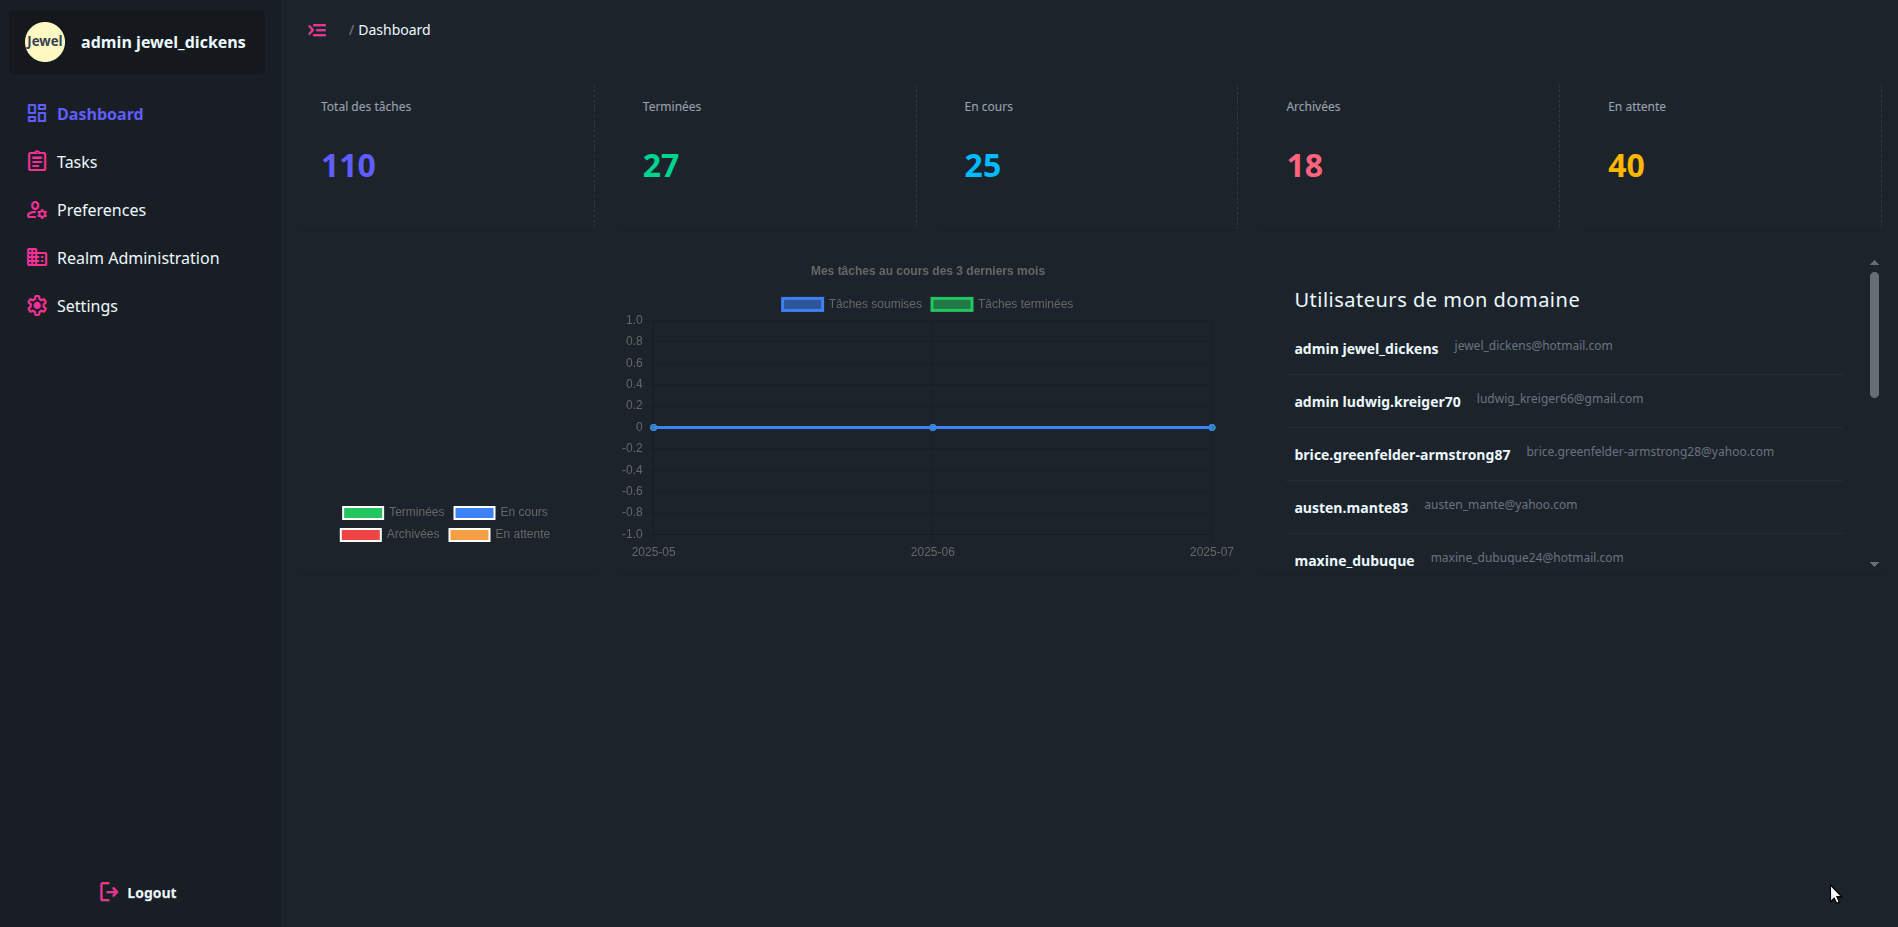 Jewel
admin jewel_dickens
Dashboard
Tasks
Preferences
Realm Administration
Settings
Logout
/ Dashboard
Total des tâches
110
Terminées
27
En cours
25
Archivées
18
En attente
40
Terminées
En cours
Archivées
En attente
Mes tâches au cours des 3 derniers mois
Tâches soumises
Tâches terminées
1.0
0.8
0.6
0.4
0.2
0
-0.2
-0.4
-0.6
-0.8
-1.0
2025-05
2025-06
2025-07
Utilisateurs de mon domaine
admin jewel_dickens jewel_dickens@hotmail.com
admin ludwig.kreiger70 ludwig_kreiger66@gmail.com
brice.greenfelder-armstrong87 brice.greenfelder-armstrong28@yahoo.com
austen.mante83 austen_mante@yahoo.com
maxine_dubuque maxine_dubuque24@hotmail.com